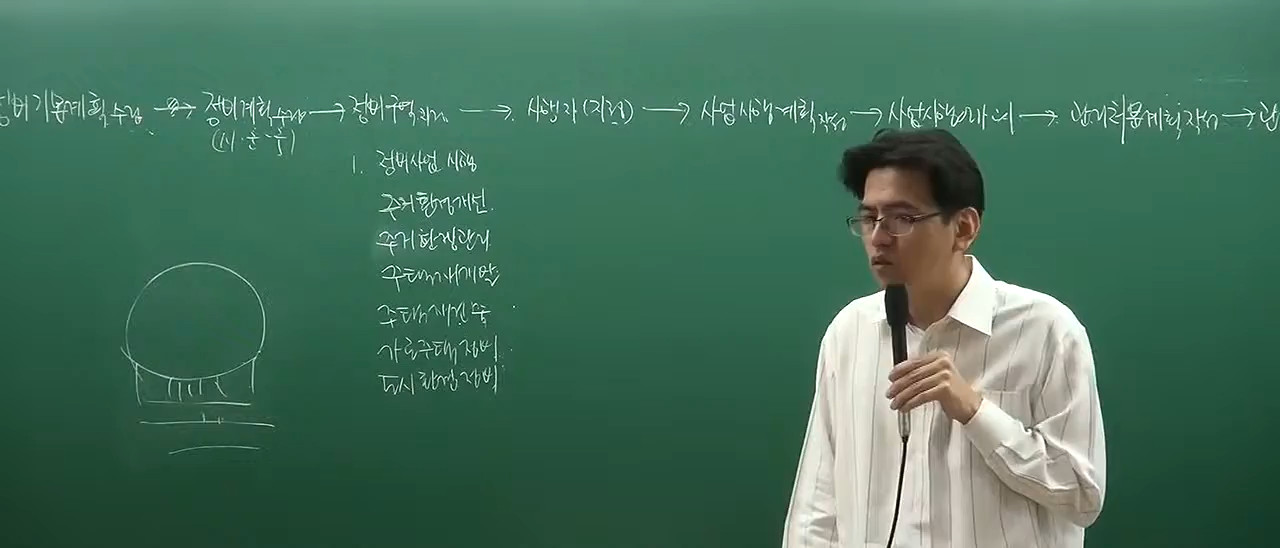 정비기본계획수립 → 정비계획수립 → 정비구역지정 → 시행자(지정) → 사업시행계획작성 → 사업시행인가 → 관리처분계획작성 → 관
(시·군·구)
1. 정비사업 시행
주거환경개선.
주거환경관리
주택재개발
주택재건축
가로주택정비
도시환경정비